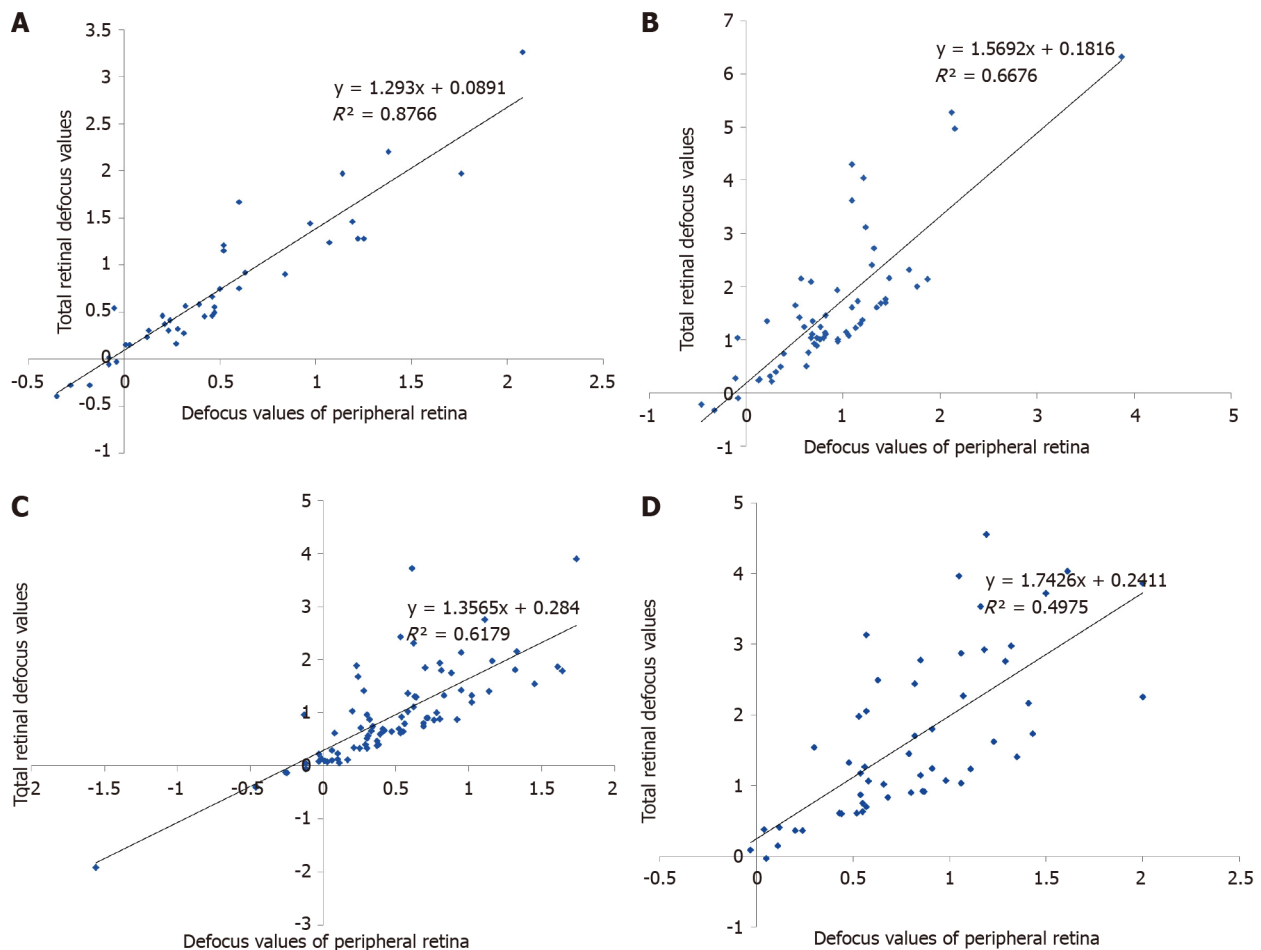 A
3.5
3
2.5
2
1.5
1
0.5
0
-0.5
-1
-0.5 0 0.5 1 1.5 2 2.5
y = 1.293x + 0.0891
R² = 0.8766
Total retinal defocus values
Defocus values of peripheral retina
B
7
6
5
4
3
2
1
0
-1
-1 0 1 2 3 4 5
y = 1.5692x + 0.1816
R² = 0.6676
Total retinal defocus values
Defocus values of peripheral retina
C
5
4
3
2
1
0
-1
-2
-3
-2 -1.5 -1 -0.5 0 0.5 1 1.5 2
y = 1.3565x + 0.284
R² = 0.6179
Total retinal defocus values
Defocus values of peripheral retina
D
5
4
3
2
1
0
-1
-0.5 0 0.5 1 1.5 2 2.5
y = 1.7426x + 0.2411
R² = 0.4975
Total retinal defocus values
Defocus values of peripheral retina